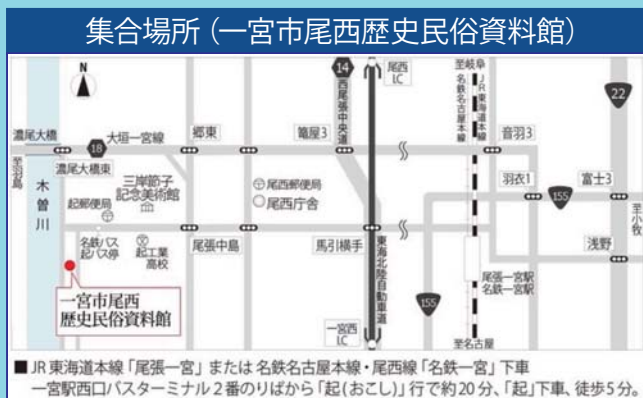 集合場所（一宮市尾西歴史民俗資料館）
N
14
西尾張中央道
尾西
I.C
至岐阜
名鉄名古屋本線
JR東海道本線
22
濃尾大橋
18
大垣一宮線
郷東
篭屋3
音羽3
至羽島
濃尾大橋東
三岸節子
記念美術館
尾西郵便局
尾西庁舎
羽衣1
155
富士3
至小牧
木曽川
起郵便局
名鉄バス
起バス停
起工業
高校
尾張中島
馬引横手
東海北陸自動車道
浅野
尾張一宮駅
名鉄一宮駅
155
一宮市尾西
歴史民俗資料館
一宮西
I.C
至名古屋
■ JR東海道本線「尾張一宮」または 名鉄名古屋本線・尾西線「名鉄一宮」下車
一宮駅西口バスターミナル2番のりばから「起(おこし)」行で約20分、「起」下車、徒歩5分。